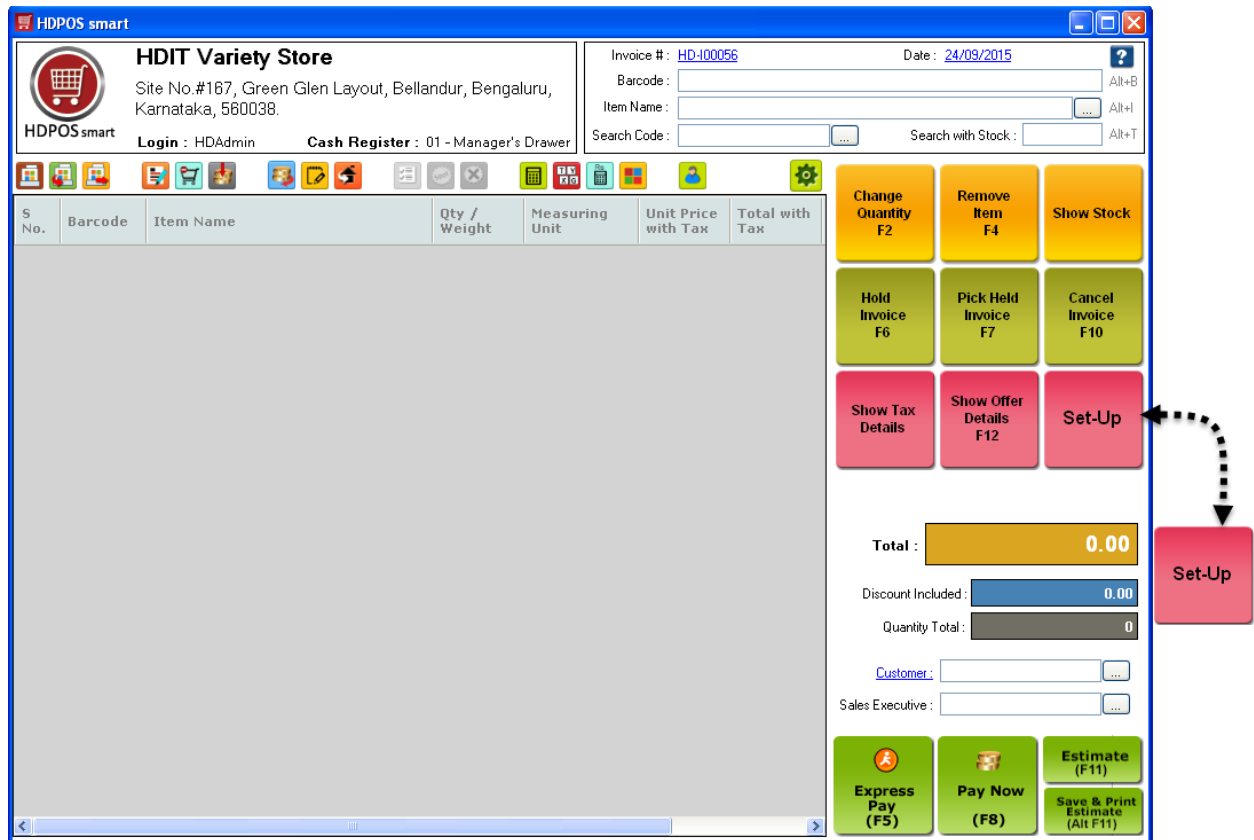 HDPOS smart
HDIT Variety Store
Site No.#167, Green Glen Layout, Bellandur, Bengaluru,
Karnataka, 560038.
HDPOS smart
Login : HDAdmin Cash Register : 01 - Manager's Drawer
Invoice # : HD-I00056 Date : 24/09/2015 ?
Barcode : Alt+B
Item Name : ... Alt+I
Search Code : ... Search with Stock : Alt+T
S
No.
Barcode
Item Name
Qty /
Weight
Measuring
Unit
Unit Price
with Tax
Total with
Tax
Change
Quantity
F2
Remove
Item
F4
Show Stock
Hold
Invoice
F6
Pick Held
Invoice
F7
Cancel
Invoice
F10
Show Tax
Details
Show Offer
Details
F12
Set-Up
Set-Up
Total : 0.00
Discount Included : 0.00
Quantity Total : 0
Customer : ...
Sales Executive : ...
Express
Pay
(F5)
Pay Now
(F8)
Estimate
(F11)
Save & Print
Estimate
(Alt F11)